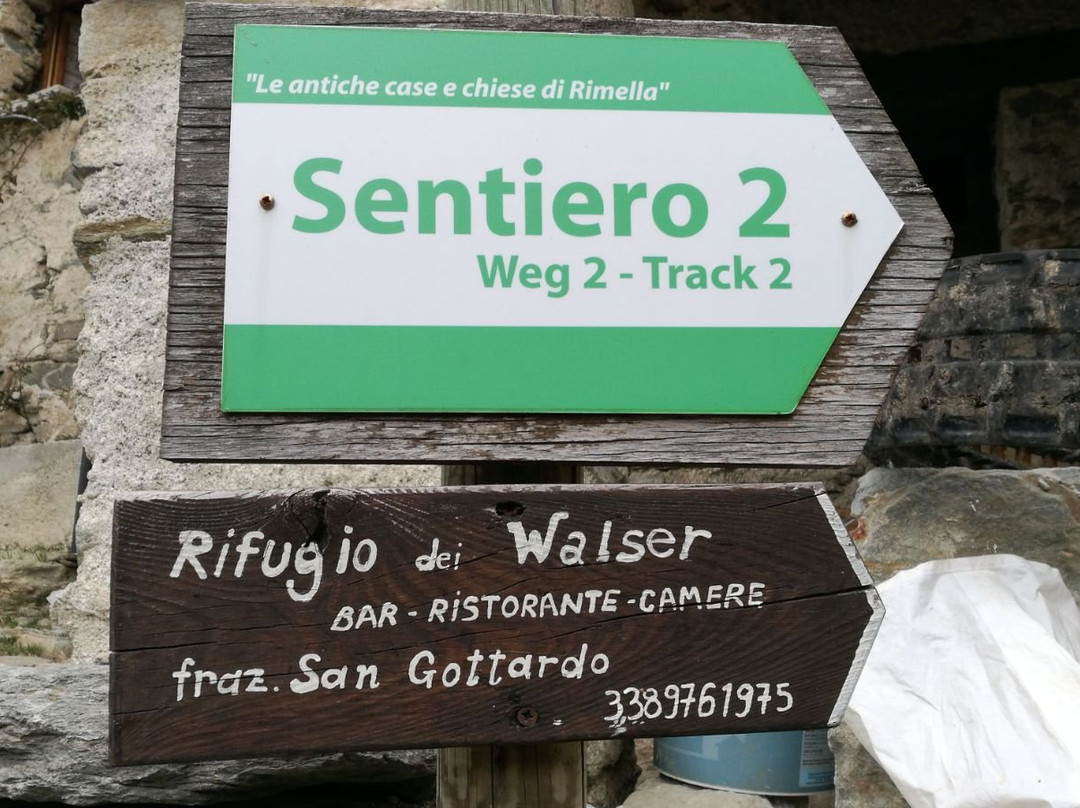 "Le antiche case e chiese di Rimella"
Sentiero 2
Weg 2 - Track 2
Rifugio dei Walser
BAR - RiSTORANTE - CAMERE
fraz. San Gottardo
3389761975